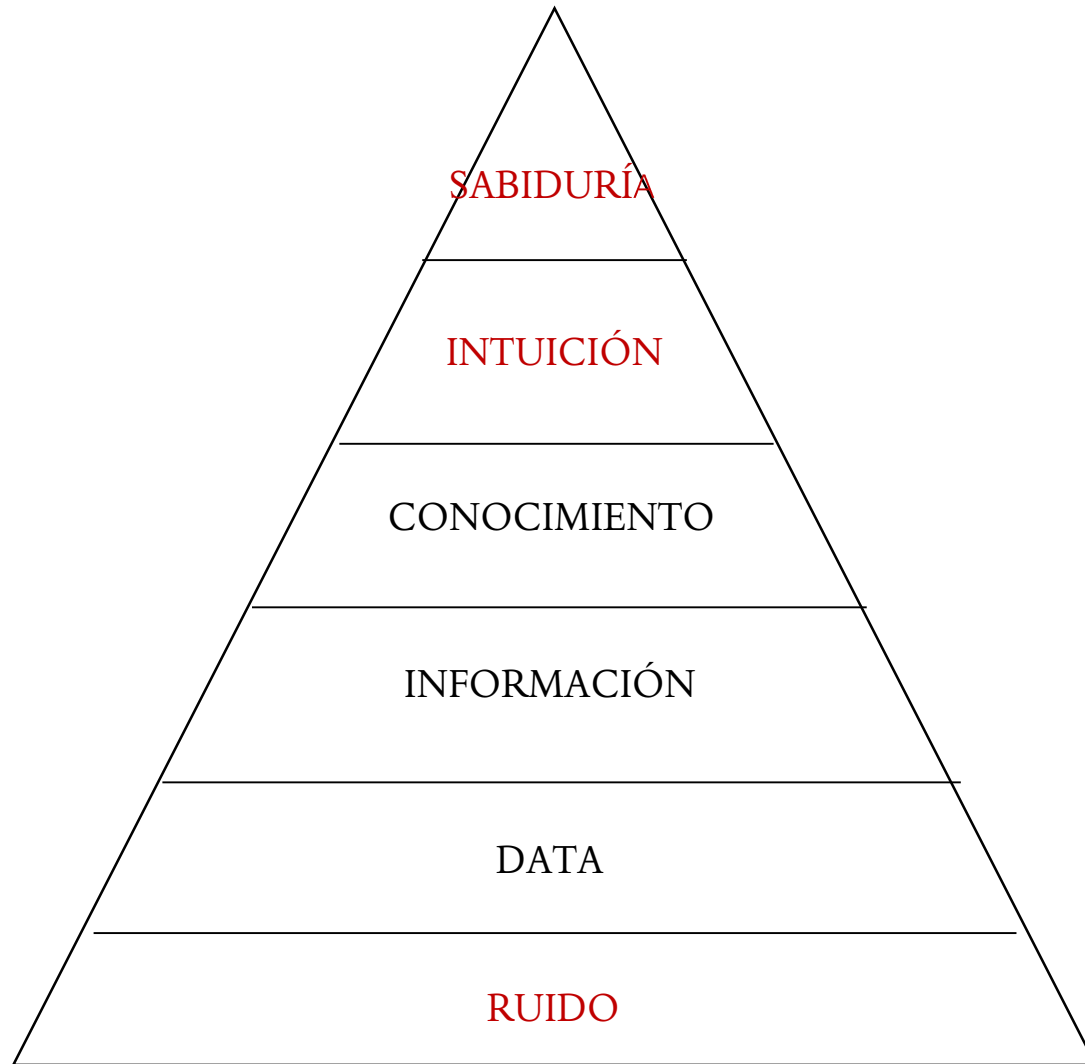 SABIDURÍA
INTUICIÓN
CONOCIMIENTO
INFORMACIÓN
DATA
RUIDO